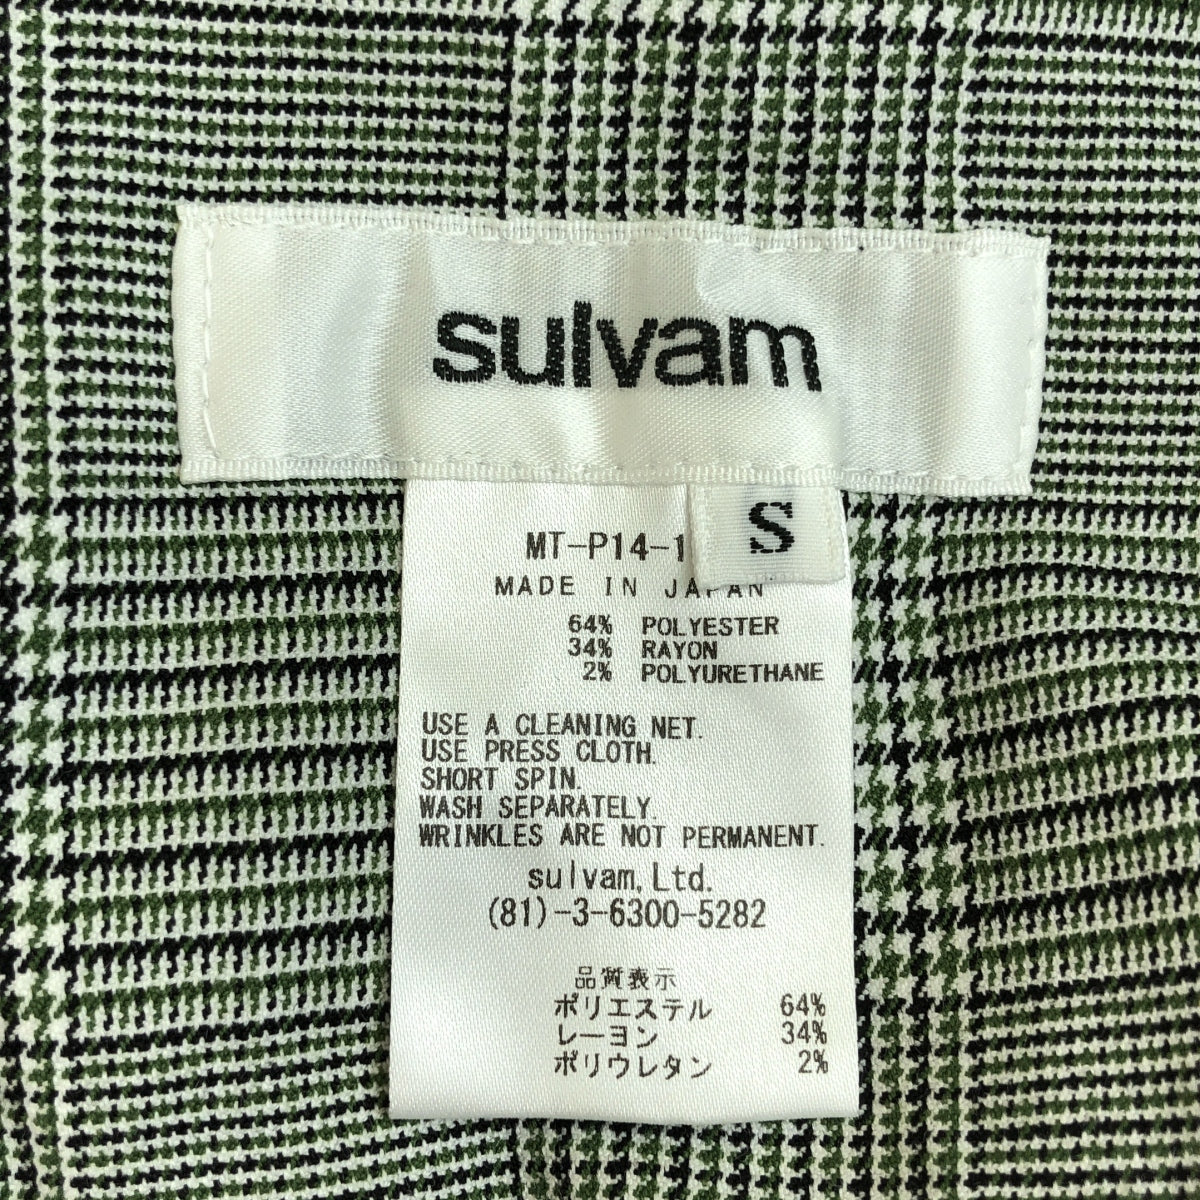 sulvam
S
MT-P14-1
MADE IN JAPAN
64% POLYESTER
34% RAYON
2% POLYURETHANE
USE A CLEANING NET.
USE PRESS CLOTH.
SHORT SPIN.
WASH SEPARATELY.
WRINKLES ARE NOT PERMANENT.
sulvam, Ltd.
(81)-3-6300-5282
品質表示
ポリエステル 64%
レーヨン 34%
ポリウレタン 2%